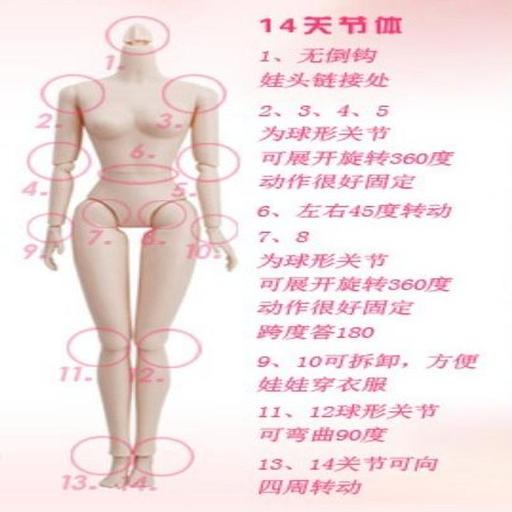 14关节体
1、无倒钩
娃头链接处
2、3、4、5
为球形关节
可展开旋转360度
动作很好固定
6、左右45度转动
7、8
为球形关节
可展开旋转360度
动作很好固定
跨度答180
9、10可拆卸，方便
娃娃穿衣服
11、12球形关节
可弯曲90度
13、14关节可向
四周转动
1.
2.
3.
6.
4.
5.
7.
8.
9.
10.
11.
12.
13.
14.